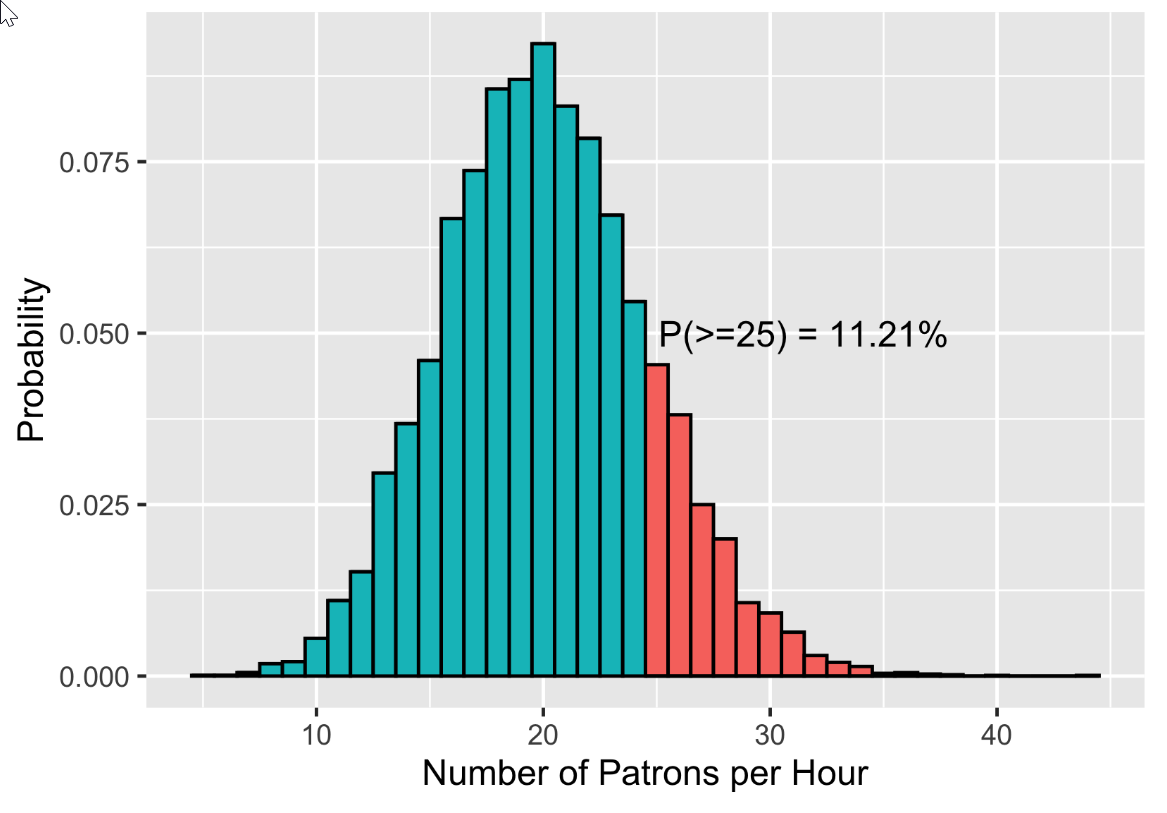 0.075
0.050
0.025
0.000
Probability
P(>=25) = 11.21%
10 20 30 40
Number of Patrons per Hour